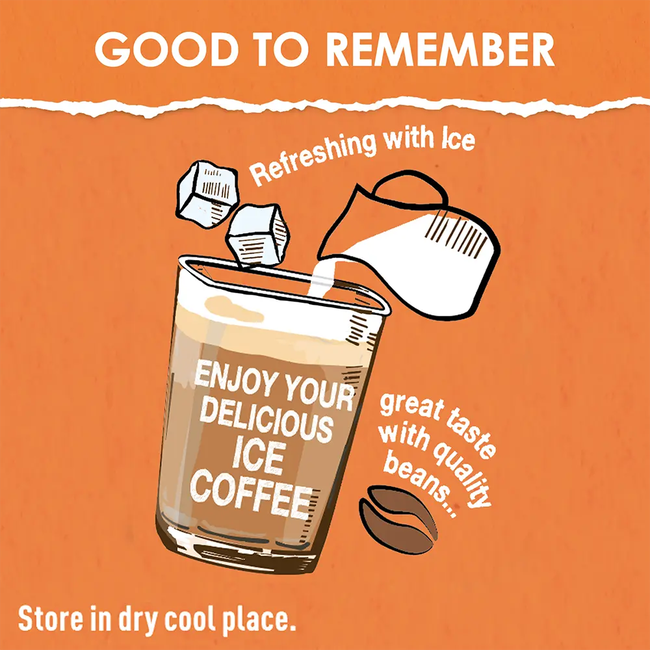 GOOD TO REMEMBER
Refreshing with Ice
ENJOY YOUR
DELICIOUS
ICE
COFFEE
great taste
with quality
beans...
Store in dry cool place.